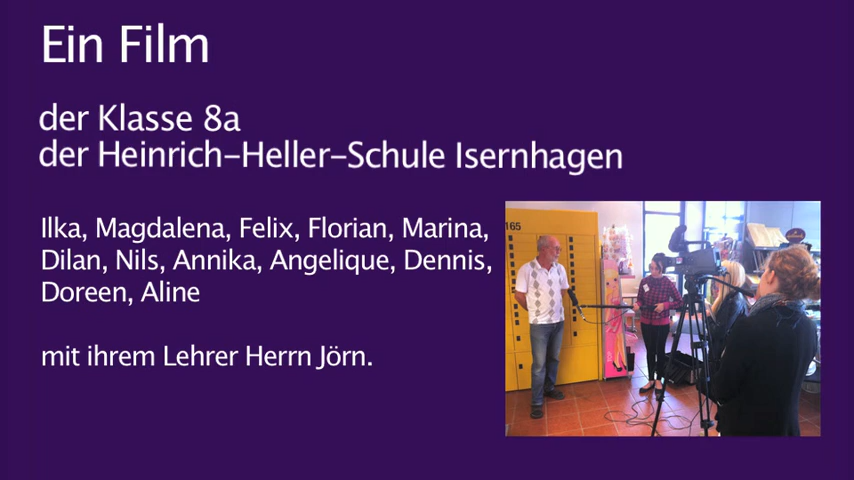 Ein Film
der Klasse 8a
der Heinrich-Heller-Schule Isernhagen
Ilka, Magdalena, Felix, Florian, Marina,
Dilan, Nils, Annika, Angelique, Dennis,
Doreen, Aline
mit ihrem Lehrer Herrn Jörn.
165